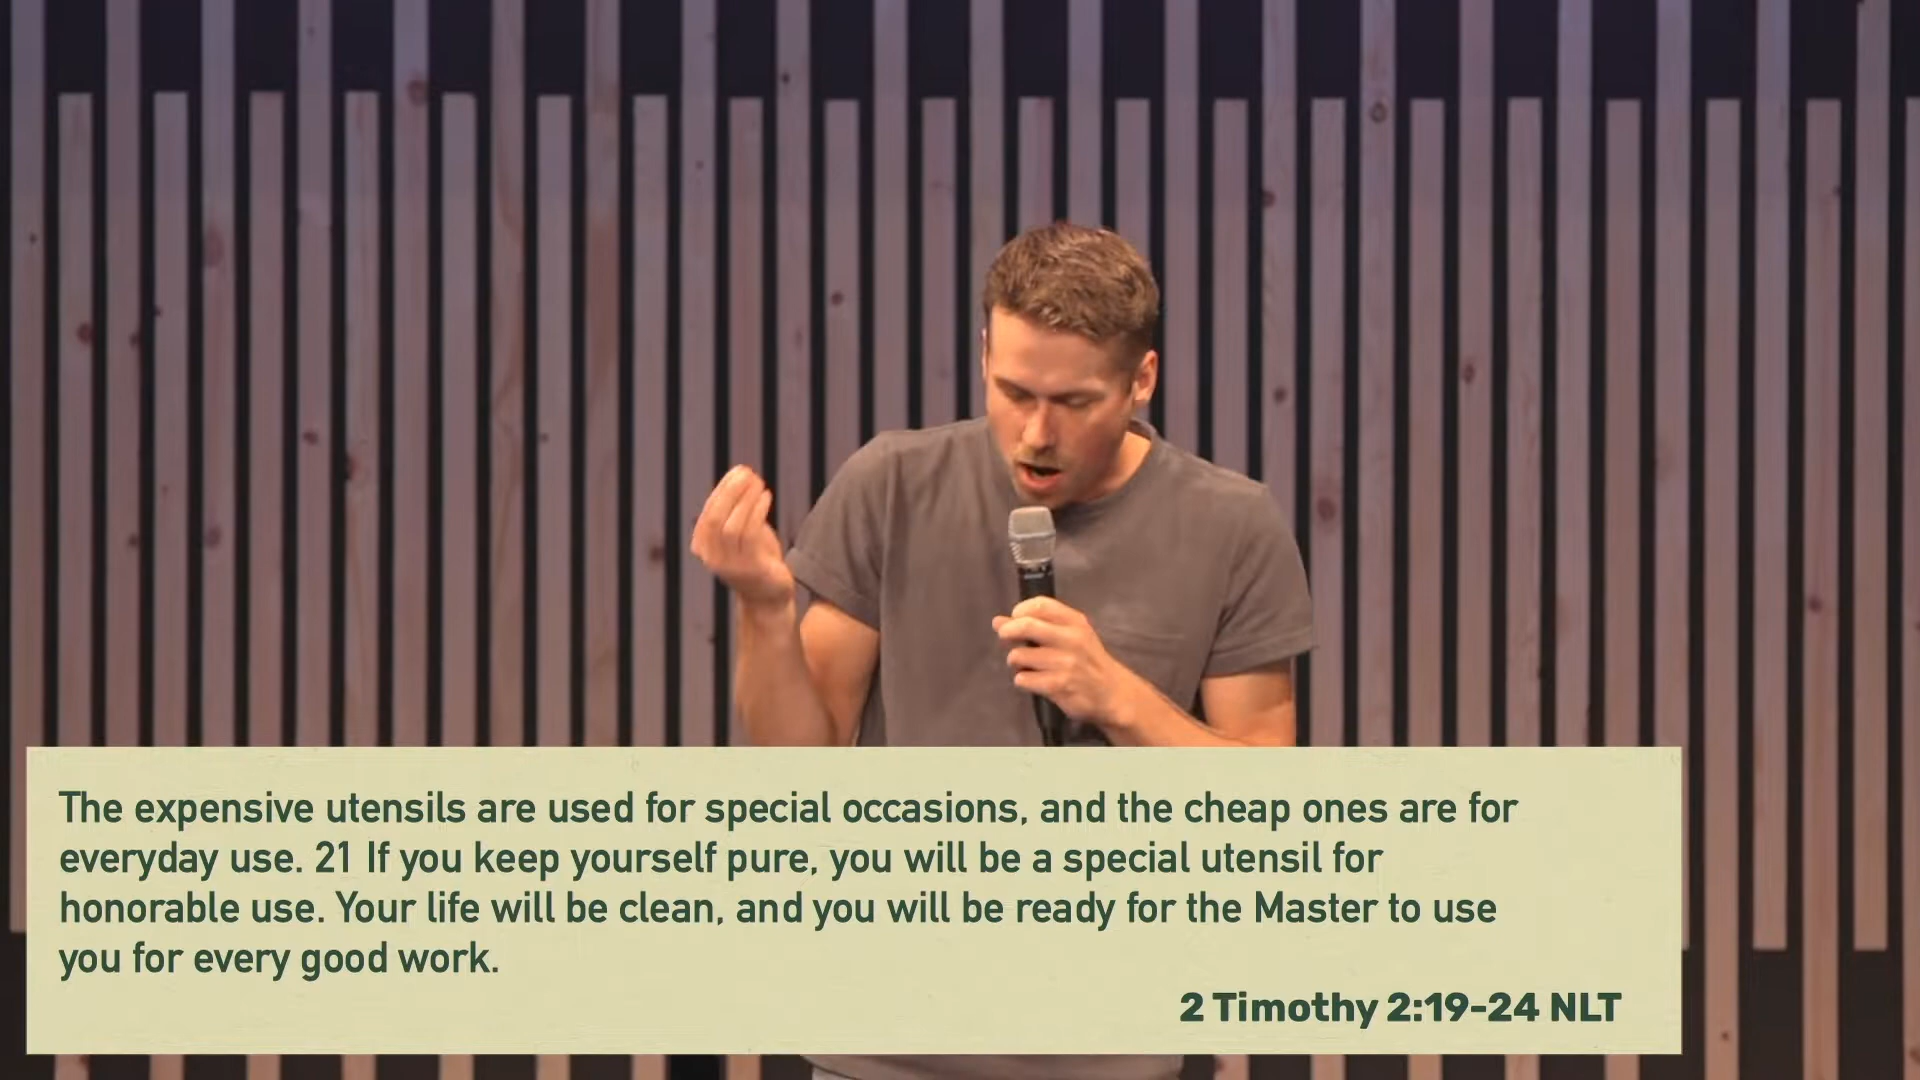 The expensive utensils are used for special occasions, and the cheap ones are for
everyday use. 21 If you keep yourself pure, you will be a special utensil for
honorable use. Your life will be clean, and you will be ready for the Master to use
you for every good work.
2 Timothy 2:19-24 NLT